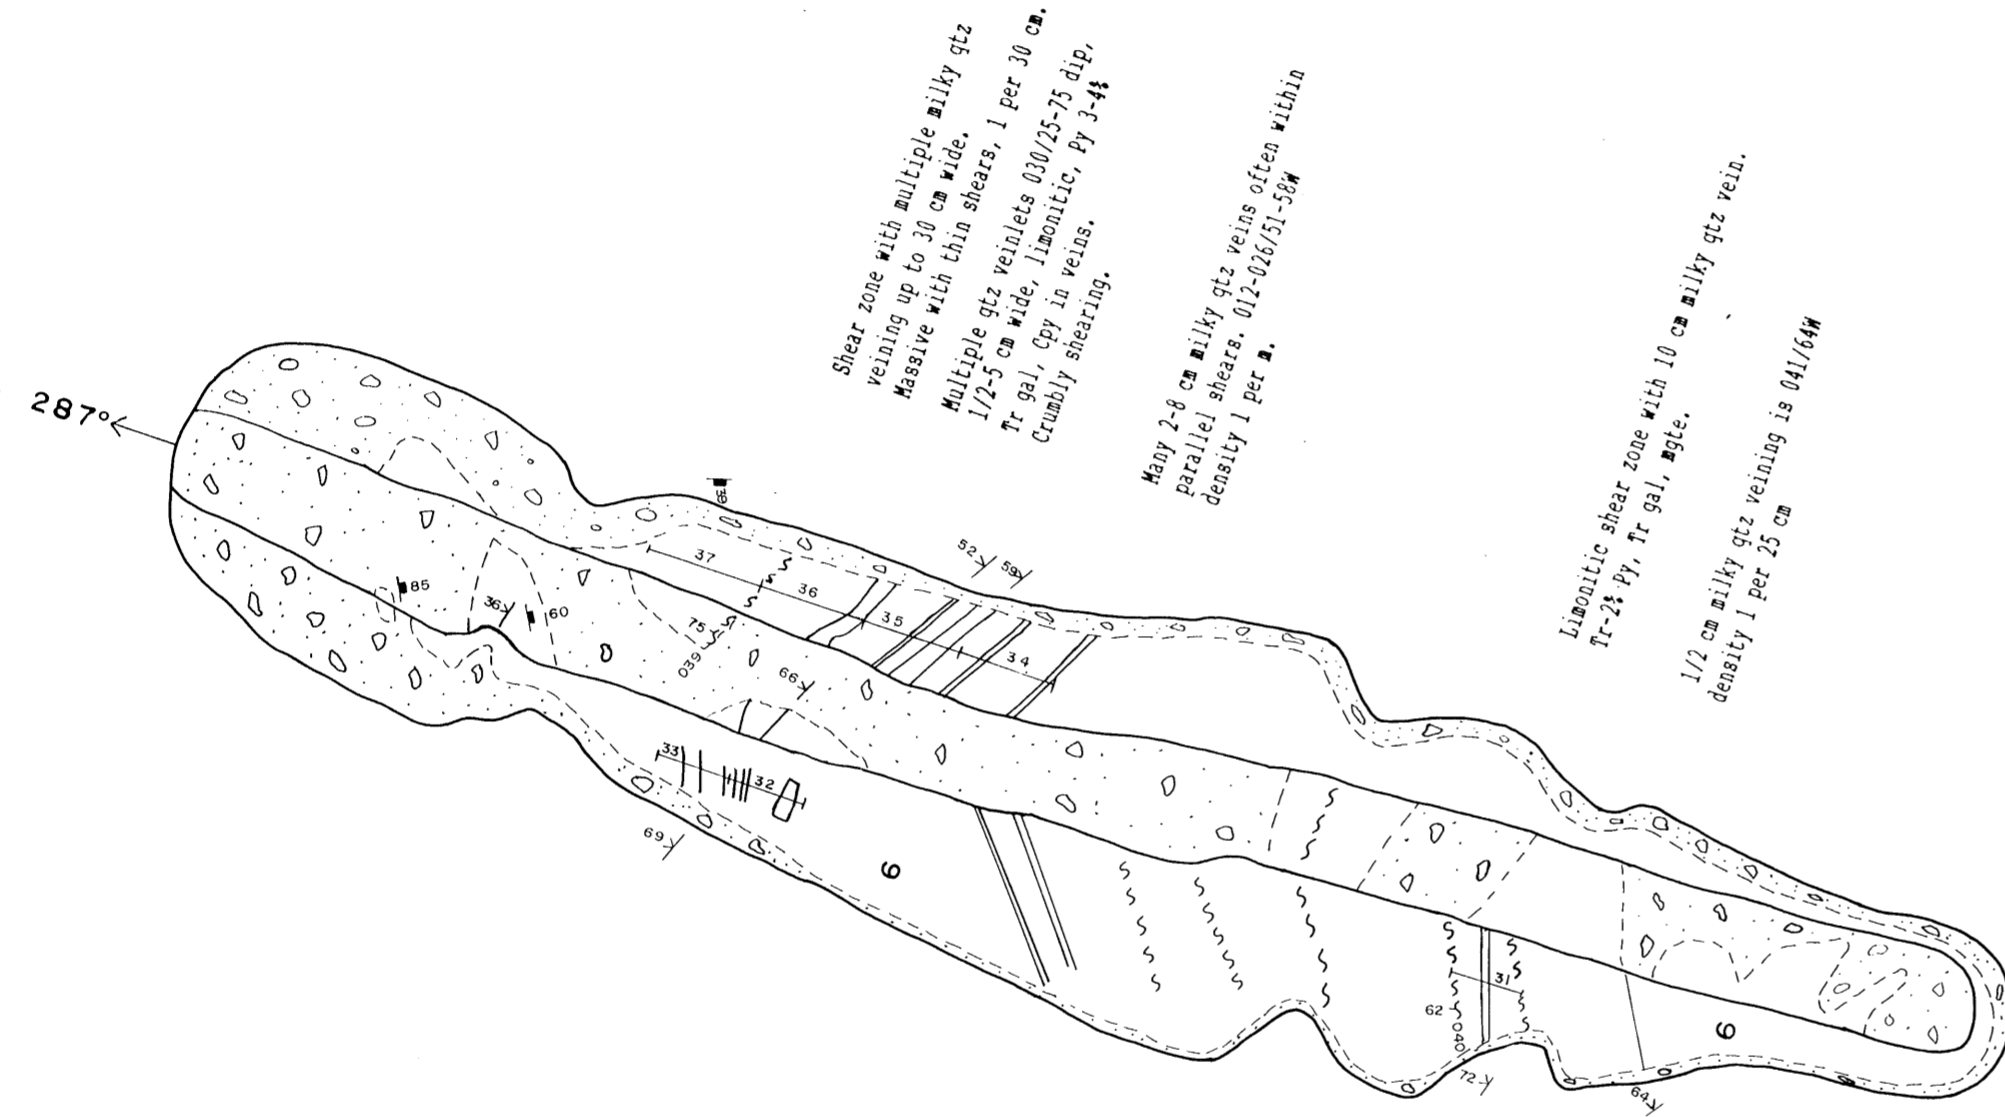 Shear zone with multiple milky qtz
veining up to 30 cm wide.
Massive with thin shears, 1 per 30 cm.
Multiple qtz veinlets 030/25-75 dip,
1/2-5 cm wide, limonitic, Py 3-4%
Tr gal, Cpy in veins.
Crumbly shearing.
Many 2-8 cm milky qtz veins often within
parallel shears. 012-026/51-58W
density 1 per m.
Limonitic shear zone with 10 cm milky qtz vein.
Tr-2% Py, Tr gal, mgte.
1/2 cm milky qtz veining is 041/64W
density 1 per 25 cm
287°
85
36
60
37
36
35
34
52
59
75
039
66
33
32
69
6
31
62
040
72
64
6